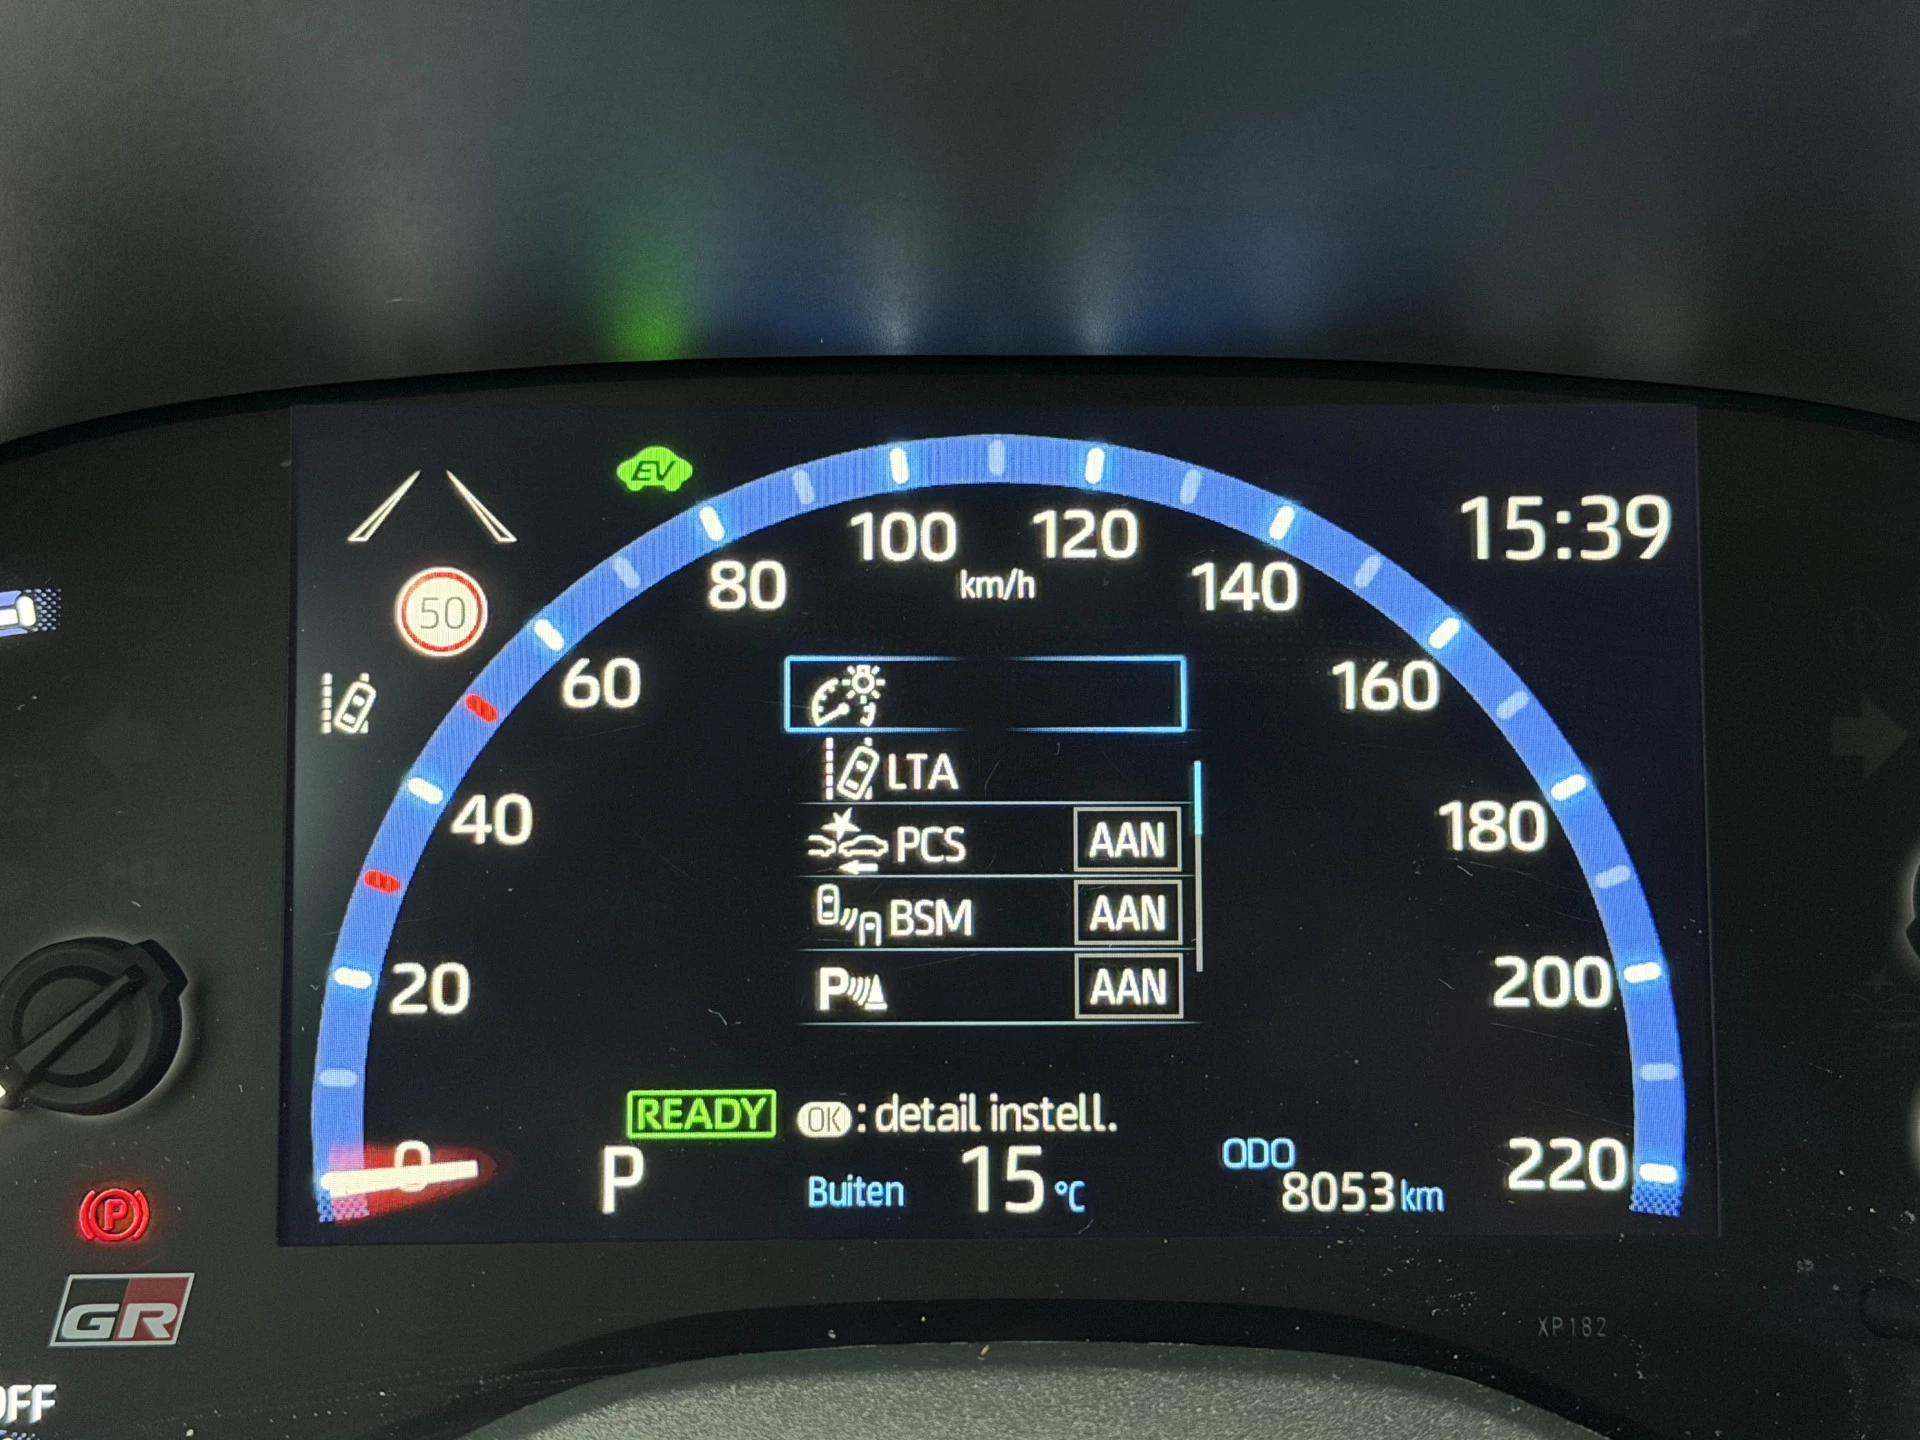 EV
15:39
100 120
km/h
80 140
50
60 160
LTA
40 180
PCS AAN
BSM AAN
P AAN
20 200
READY OK : detail instell.
0 220
P Buiten 15 °C ODO
8053 km
P
GR
XP182
OFF